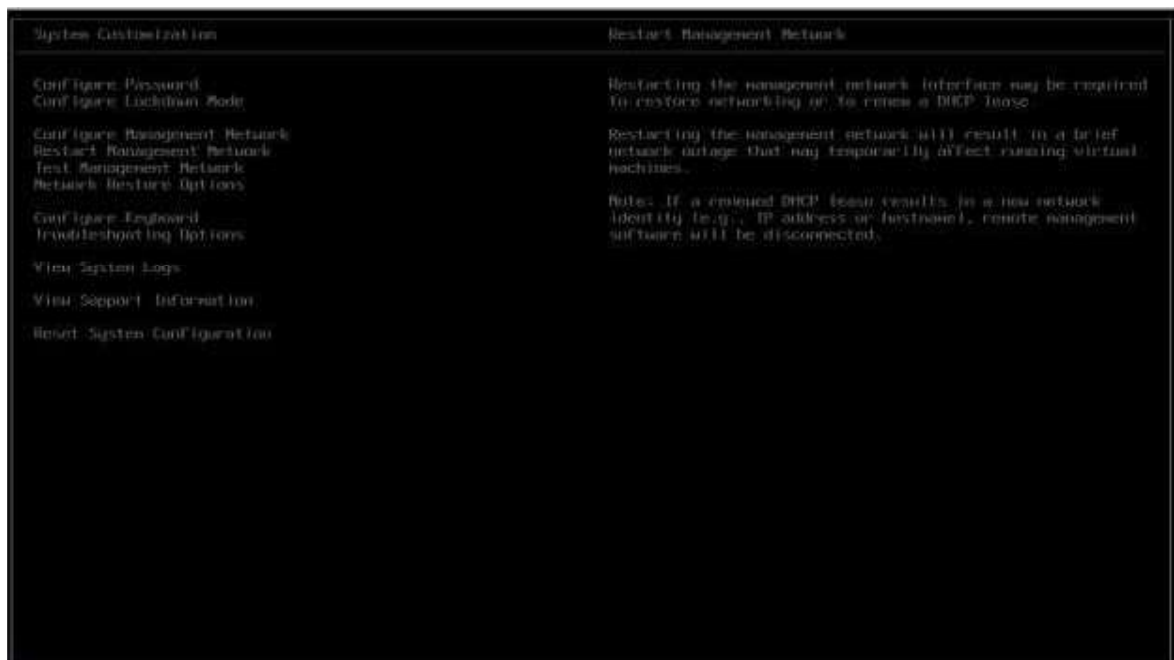 System Customization
Restart Management Network
Configure Password
Configure Lockdown Mode
Configure Management Network
Restart Management Network
Test Management Network
Network Restore Options
Configure Keyboard
Troubleshooting Options
View System Logs
View Support Information
Reset System Configuration
Restarting the management network interface may be required
to restore networking or to renew a DHCP lease
Restarting the management network will result in a brief
network outage that may temporarily affect running virtual
machines.
Note: If a renewed DHCP lease results in a new network
identity (e.g., IP address or hostname), remote management
software will be disconnected.